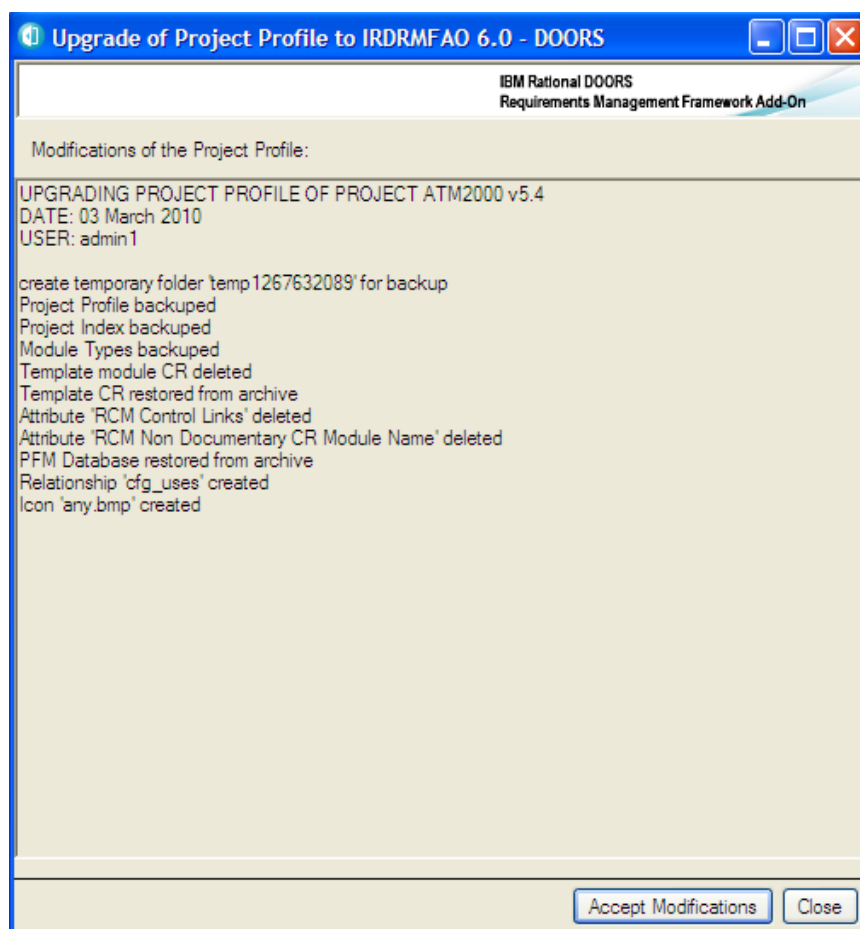 Upgrade of Project Profile to IRDRMFAO 6.0 - DOORS
IBM Rational DOORS
Requirements Management Framework Add-On
Modifications of the Project Profile:
UPGRADING PROJECT PROFILE OF PROJECT ATM2000 v5.4
DATE: 03 March 2010
USER: admin1
create temporary folder 'temp1267632089' for backup
Project Profile backuped
Project Index backuped
Module Types backuped
Template module CR deleted
Template CR restored from archive
Attribute 'RCM Control Links' deleted
Attribute 'RCM Non Documentary CR Module Name' deleted
PFM Database restored from archive
Relationship 'cfg_uses' created
Icon 'any.bmp' created
Accept Modifications
Close